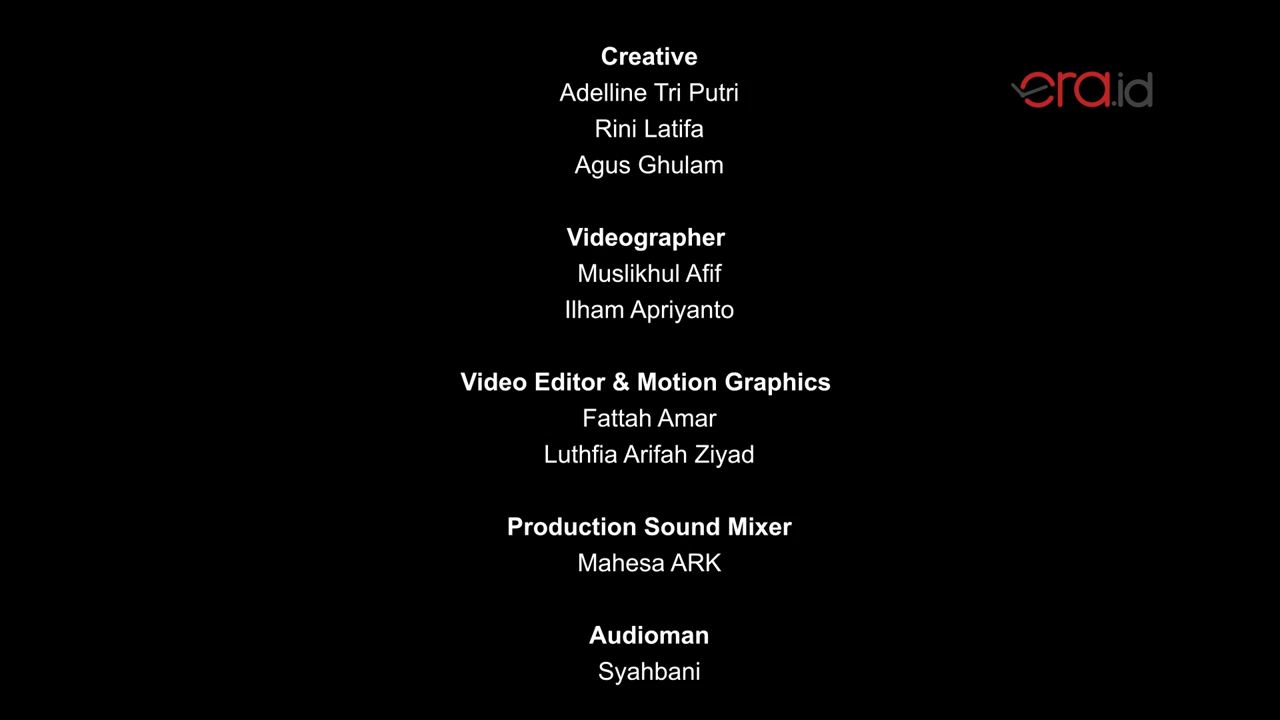 Creative
Adelline Tri Putri
Rini Latifa
Agus Ghulam
era.id
Videographer
Muslikhul Afif
Ilham Apriyanto
Video Editor & Motion Graphics
Fattah Amar
Luthfia Arifah Ziyad
Production Sound Mixer
Mahesa ARK
Audioman
Syahbani